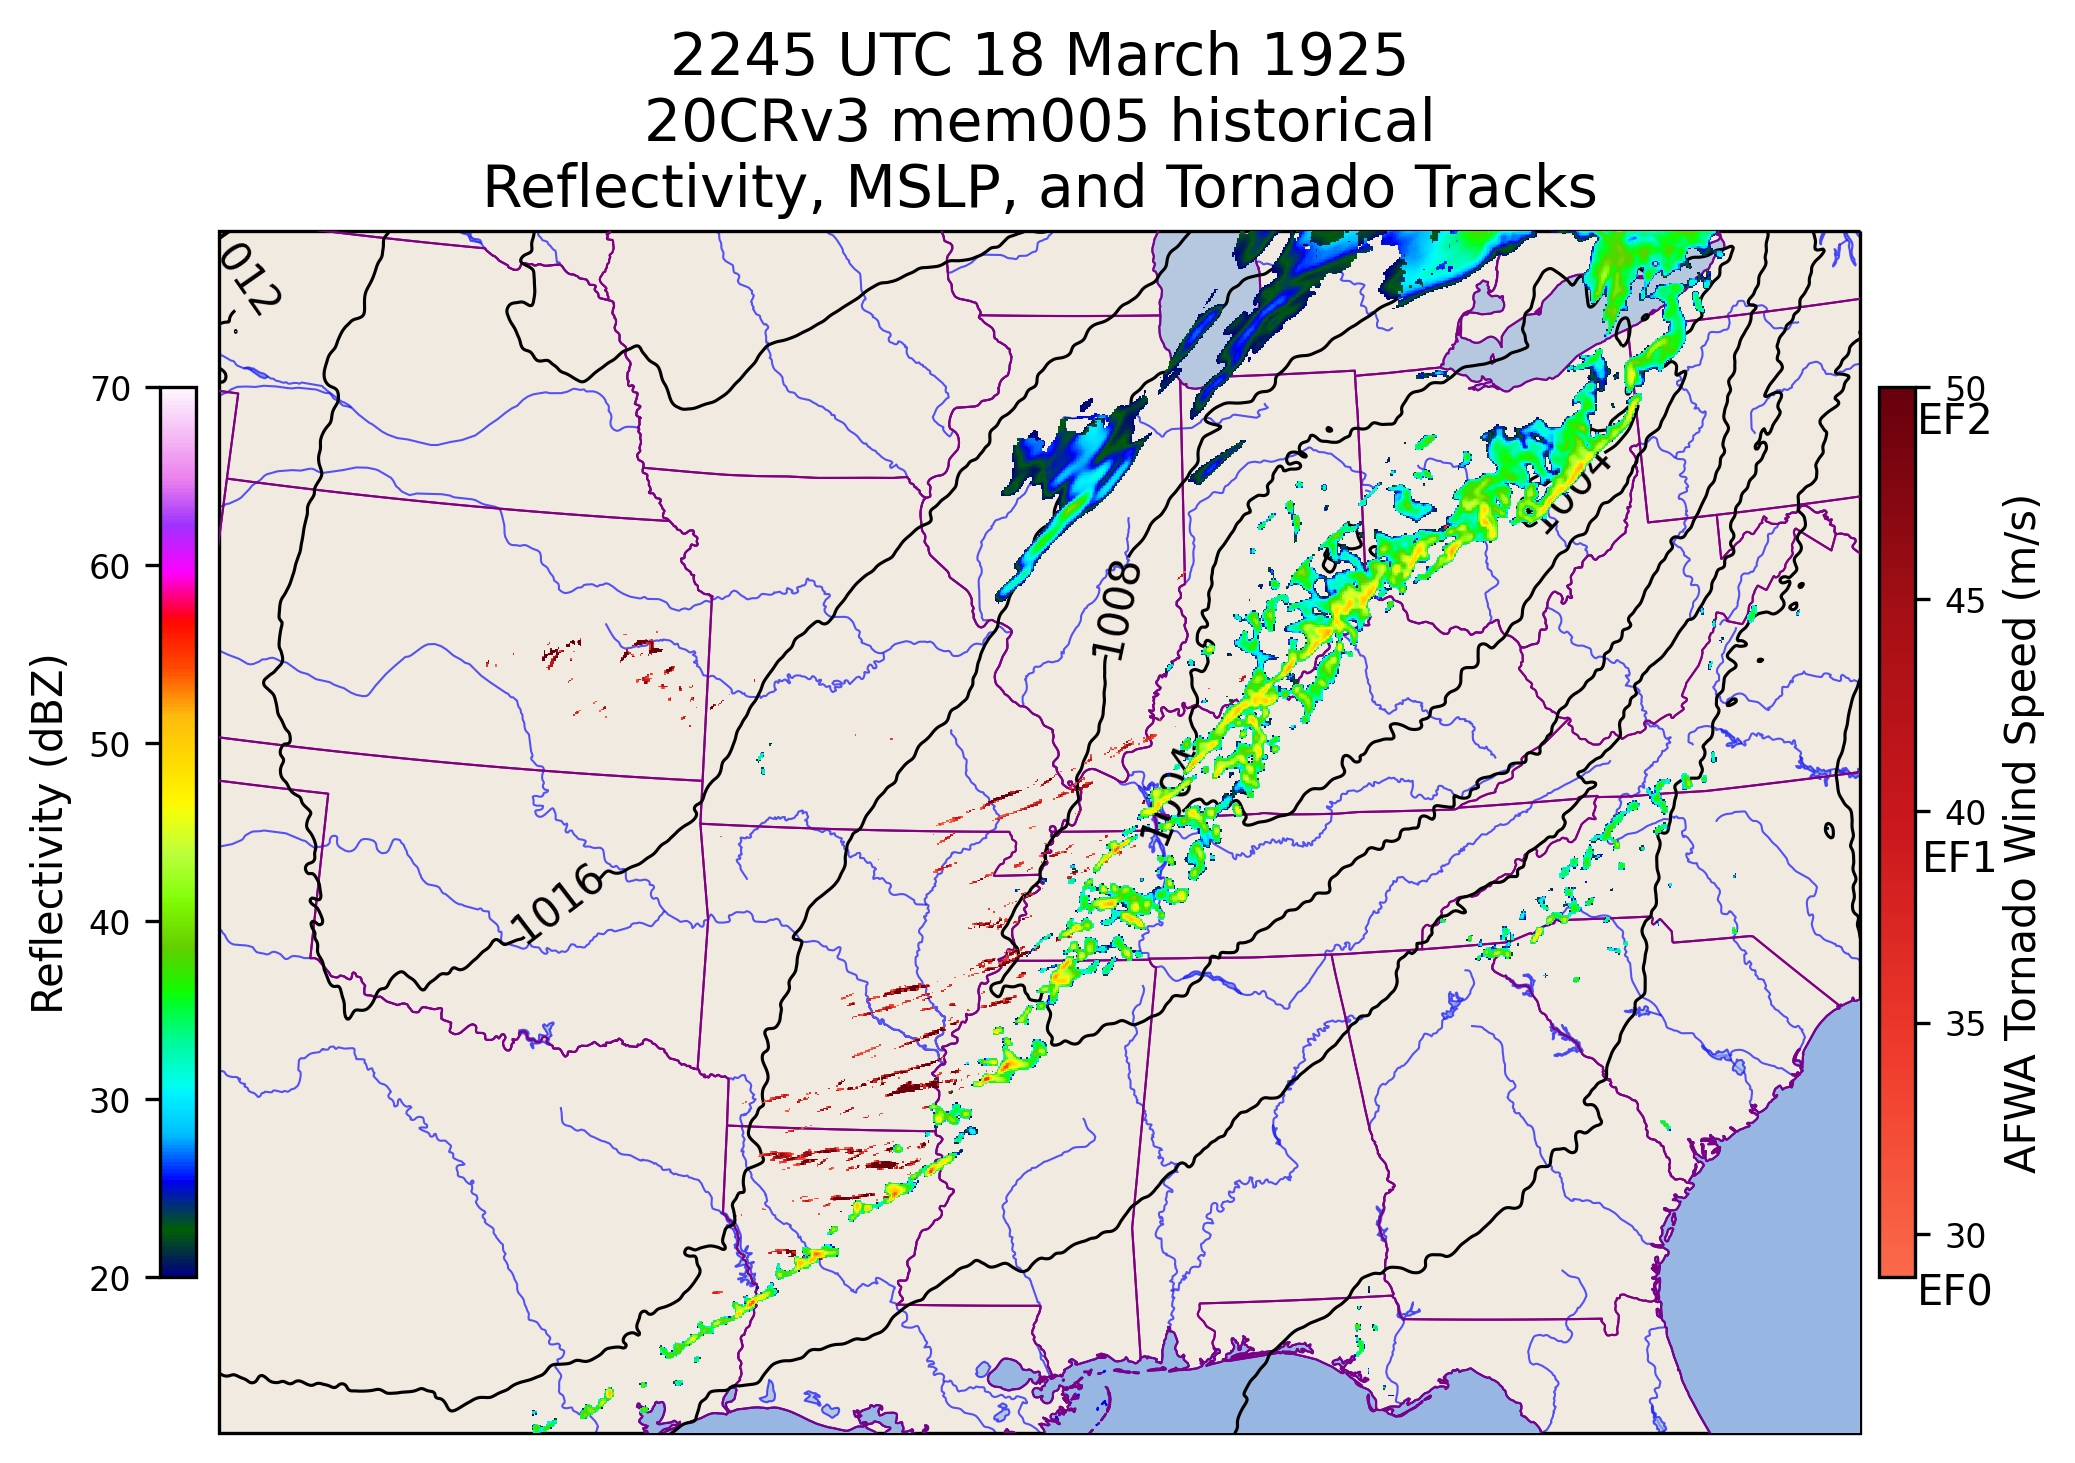 2245 UTC 18 March 1925
20CRv3 mem005 historical
Reflectivity, MSLP, and Tornado Tracks
012
1008
1004
1004
1016
70
60
50
40
30
20
Reflectivity (dBZ)
50
EF2
45
40
EF1
35
30
EF0
AFWA Tornado Wind Speed (m/s)